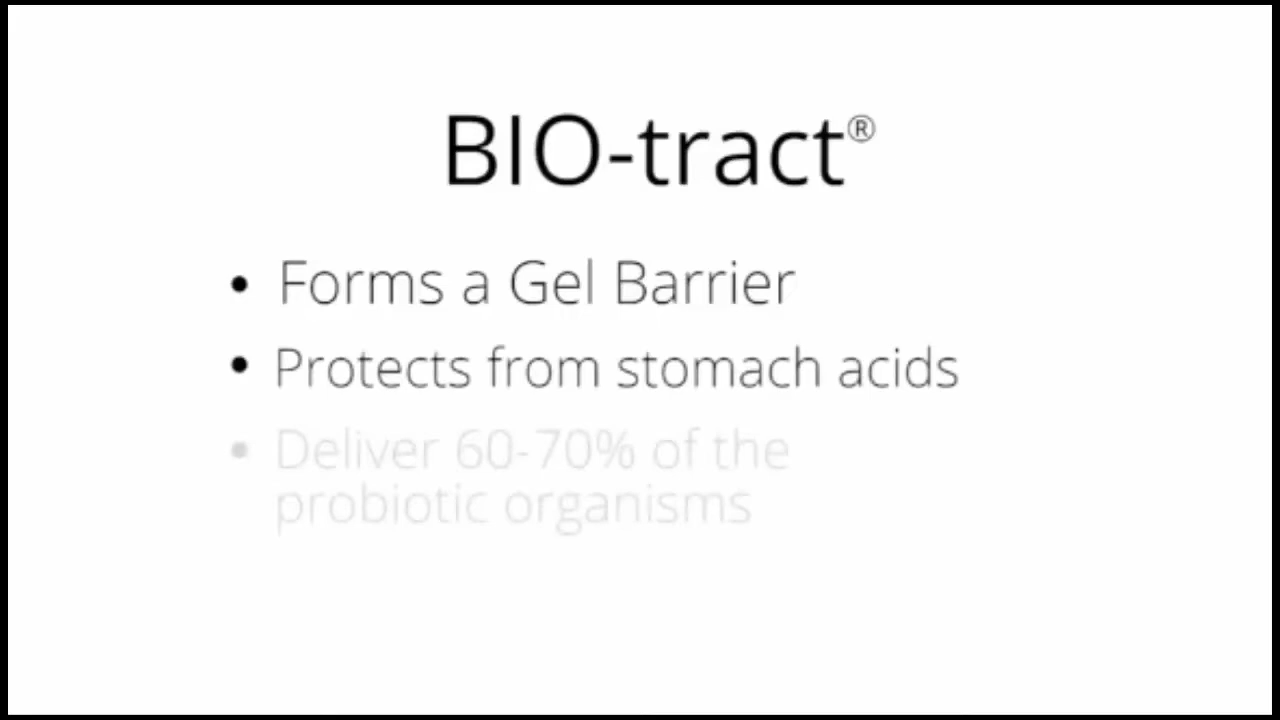 BIO-tract®
• Forms a Gel Barrier
• Protects from stomach acids
• Deliver 60-70% of the
probiotic organisms